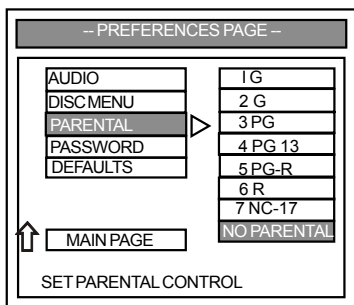 -- PREFERENCES PAGE --
AUDIO
DISC MENU
PARENTAL
PASSWORD
DEFAULTS
MAIN PAGE
I G
2 G
3 PG
4 PG 13
5 PG-R
6 R
7 NC-17
NO PARENTAL
SET PARENTAL CONTROL